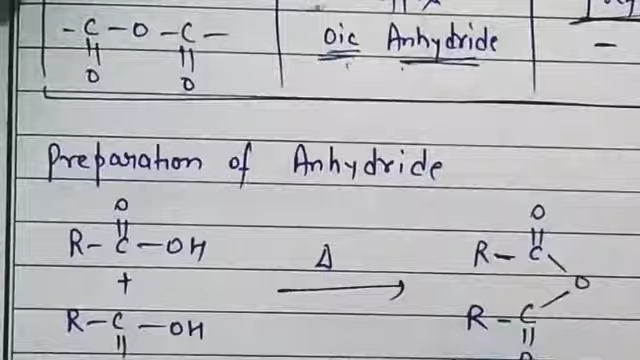 -C-O-C-
Oic Anhydride
-
O
O
Preparation of Anhydride
O
O
R-C-OH
Δ
R-C
+
O
R-C-OH
R-C